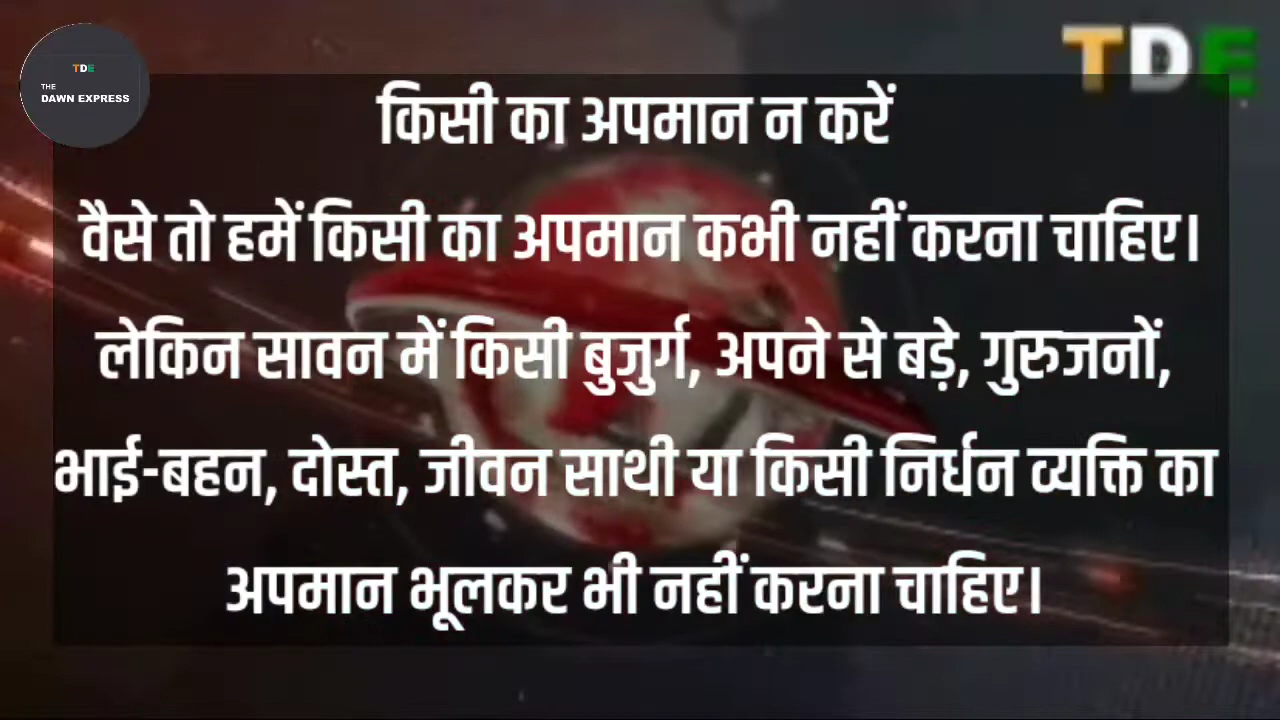 TDE
TDE
THE
DAWN EXPRESS
किसी का अपमान न करें
वैसे तो हमें किसी का अपमान कभी नहीं करना चाहिए।
लेकिन सावन में किसी बुजुर्ग, अपने से बड़े, गुरुजनों,
भाई-बहन, दोस्त, जीवन साथी या किसी निर्धन व्यक्ति का
अपमान भूलकर भी नहीं करना चाहिए।